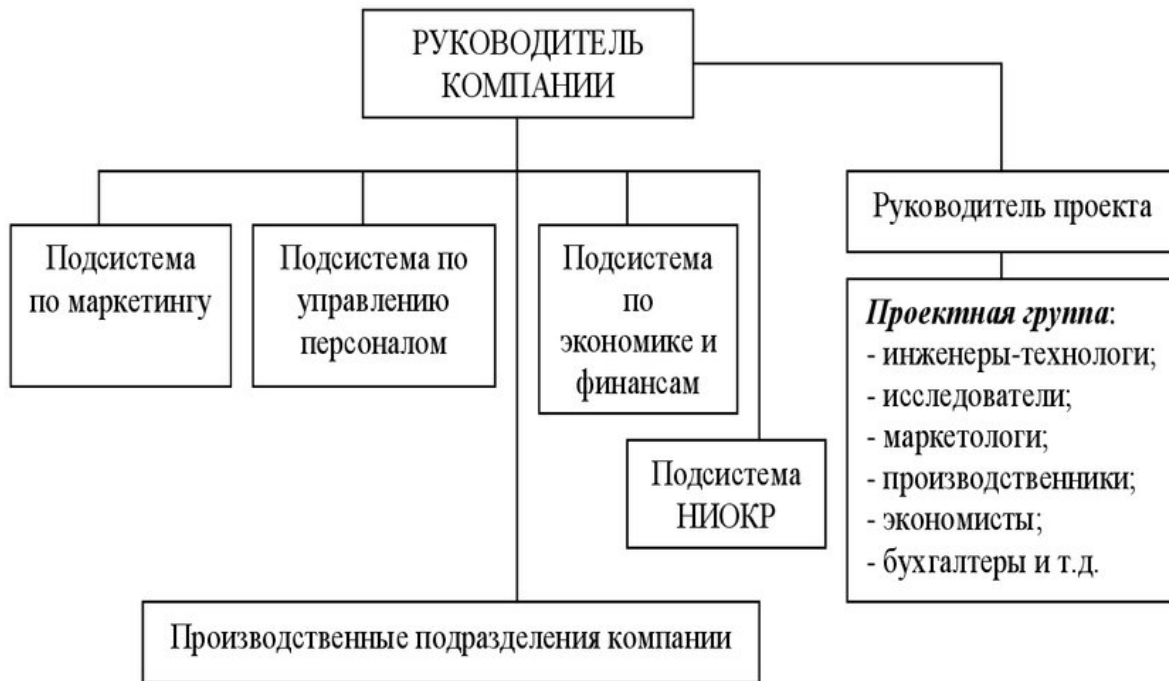 РУКОВОДИТЕЛЬ
КОМПАНИИ
Руководитель проекта
Подсистема
по маркетингу
Подсистема по
управлению
персоналом
Подсистема
по
экономике и
финансам
Проектная группа:
- инженеры-технологи;
- исследователи;
- маркетологи;
- производственники;
- экономисты;
- бухгалтеры и т.д.
Подсистема
НИОКР
Производственные подразделения компании